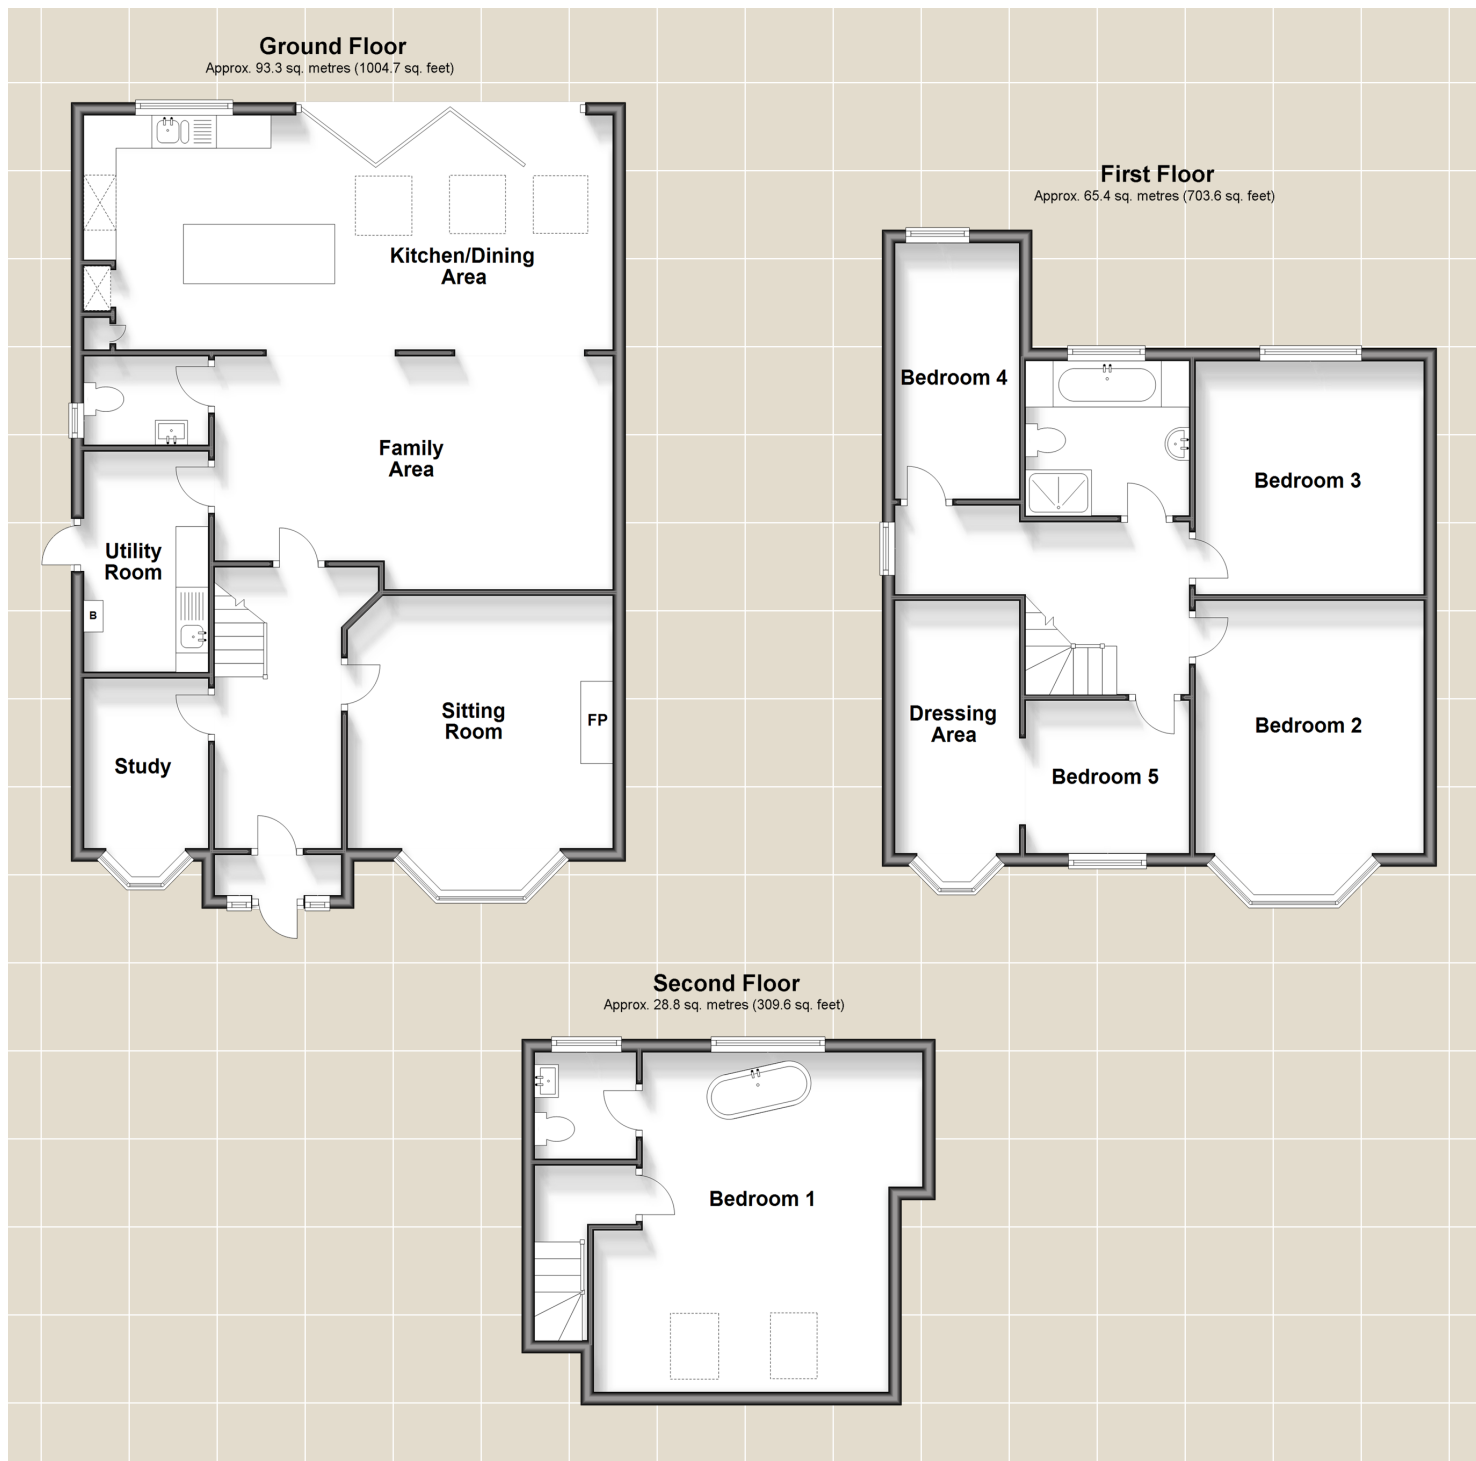 Ground Floor
Approx. 93.3 sq. metres (1004.7 sq. feet)
Kitchen/Dining
Area
Family
Area
Utility
Room
B
Sitting
Room
FP
Study
First Floor
Approx. 65.4 sq. metres (703.6 sq. feet)
Bedroom 4
Bedroom 3
Dressing
Area
Bedroom 2
Bedroom 5
Second Floor
Approx. 28.8 sq. metres (309.6 sq. feet)
Bedroom 1